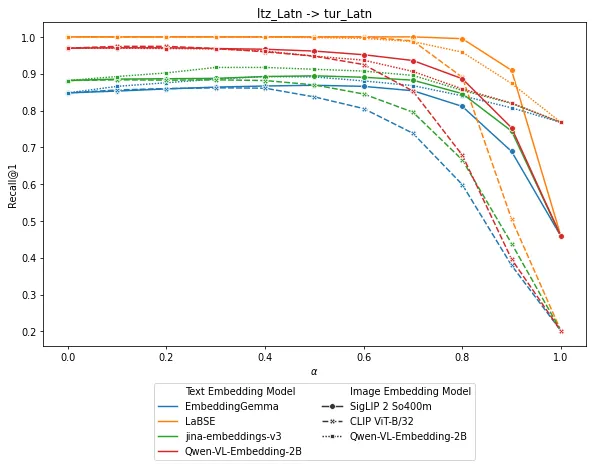 ltz_Latn -> tur_Latn
Recall@1
1.0
0.9
0.8
0.7
0.6
0.5
0.4
0.3
0.2
0.0 0.2 0.4 0.6 0.8 1.0
α
Text Embedding Model
EmbeddingGemma
LaBSE
jina-embeddings-v3
Qwen-VL-Embedding-2B
Image Embedding Model
SigLIP 2 So400m
CLIP ViT-B/32
Qwen-VL-Embedding-2B